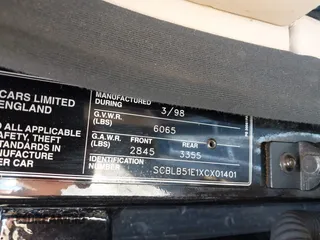 CARS LIMITED
ENGLAND
MANUFACTURED
DURING 3/98
G.V.W.R.
(LBS) 6065
G.A.W.R. FRONT REAR
(LBS) 2845 3355
IDENTIFICATION
NUMBER SCBLB51E1XCX01401
O ALL APPLICABLE
AFETY, THEFT
STANDARDS IN
MANUFACTURE
ER CAR